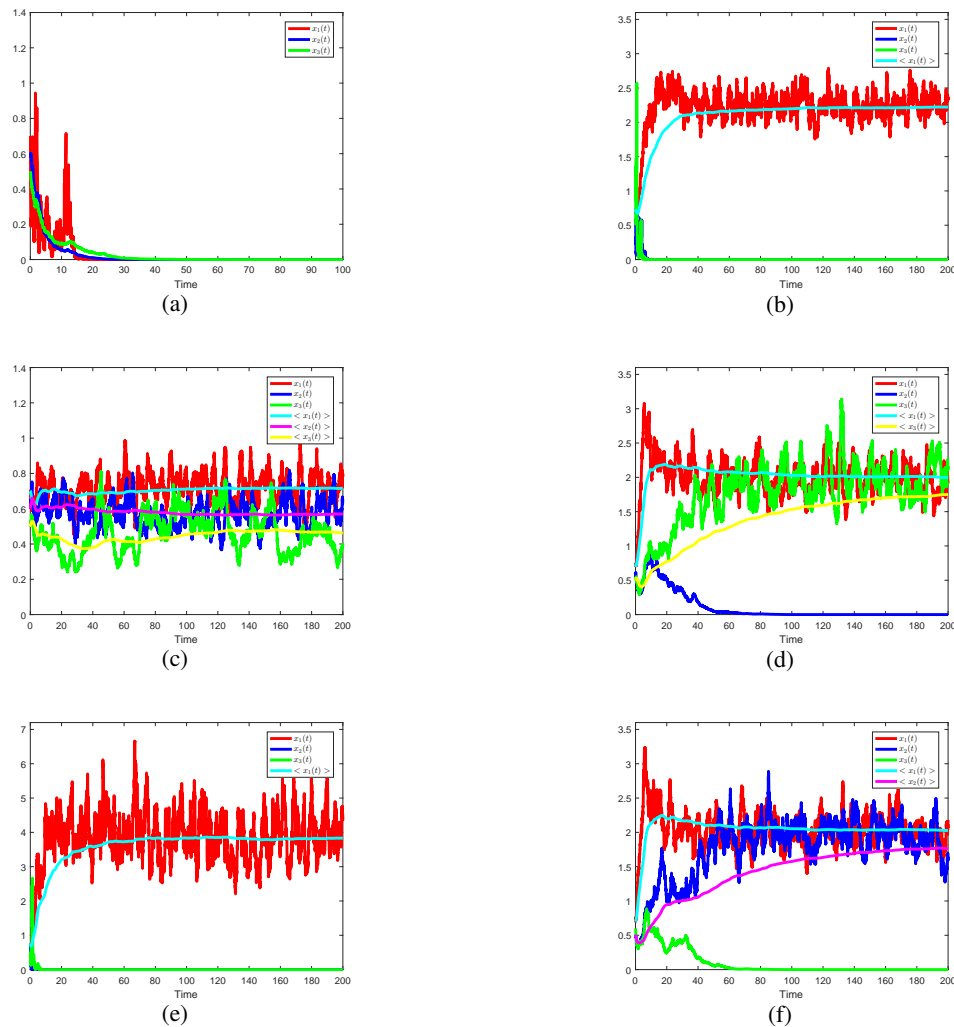 1.4
1.2
1
0.8
0.6
0.4
0.2
0
x₁(t)
x₂(t)
x₃(t)
0 10 20 30 40 50 60 70 80 90 100
Time
(a)
3.5
3
2.5
2
1.5
1
0.5
0
x₁(t)
x₂(t)
x₃(t)
< x₁(t) >
0 20 40 60 80 100 120 140 160 180 200
Time
(b)
1.4
1.2
1
0.8
0.6
0.4
0.2
0
x₁(t)
x₂(t)
x₃(t)
< x₁(t) >
< x₂(t) >
< x₃(t) >
0 20 40 60 80 100 120 140 160 180 200
Time
(c)
3.5
3
2.5
2
1.5
1
0.5
0
x₁(t)
x₂(t)
x₃(t)
< x₁(t) >
< x₃(t) >
0 20 40 60 80 100 120 140 160 180 200
Time
(d)
7
6
5
4
3
2
1
0
x₁(t)
x₂(t)
x₃(t)
< x₁(t) >
0 20 40 60 80 100 120 140 160 180 200
Time
(e)
3.5
3
2.5
2
1.5
1
0.5
0
x₁(t)
x₂(t)
x₃(t)
< x₁(t) >
< x₂(t) >
0 20 40 60 80 100 120 140 160 180 200
Time
(f)